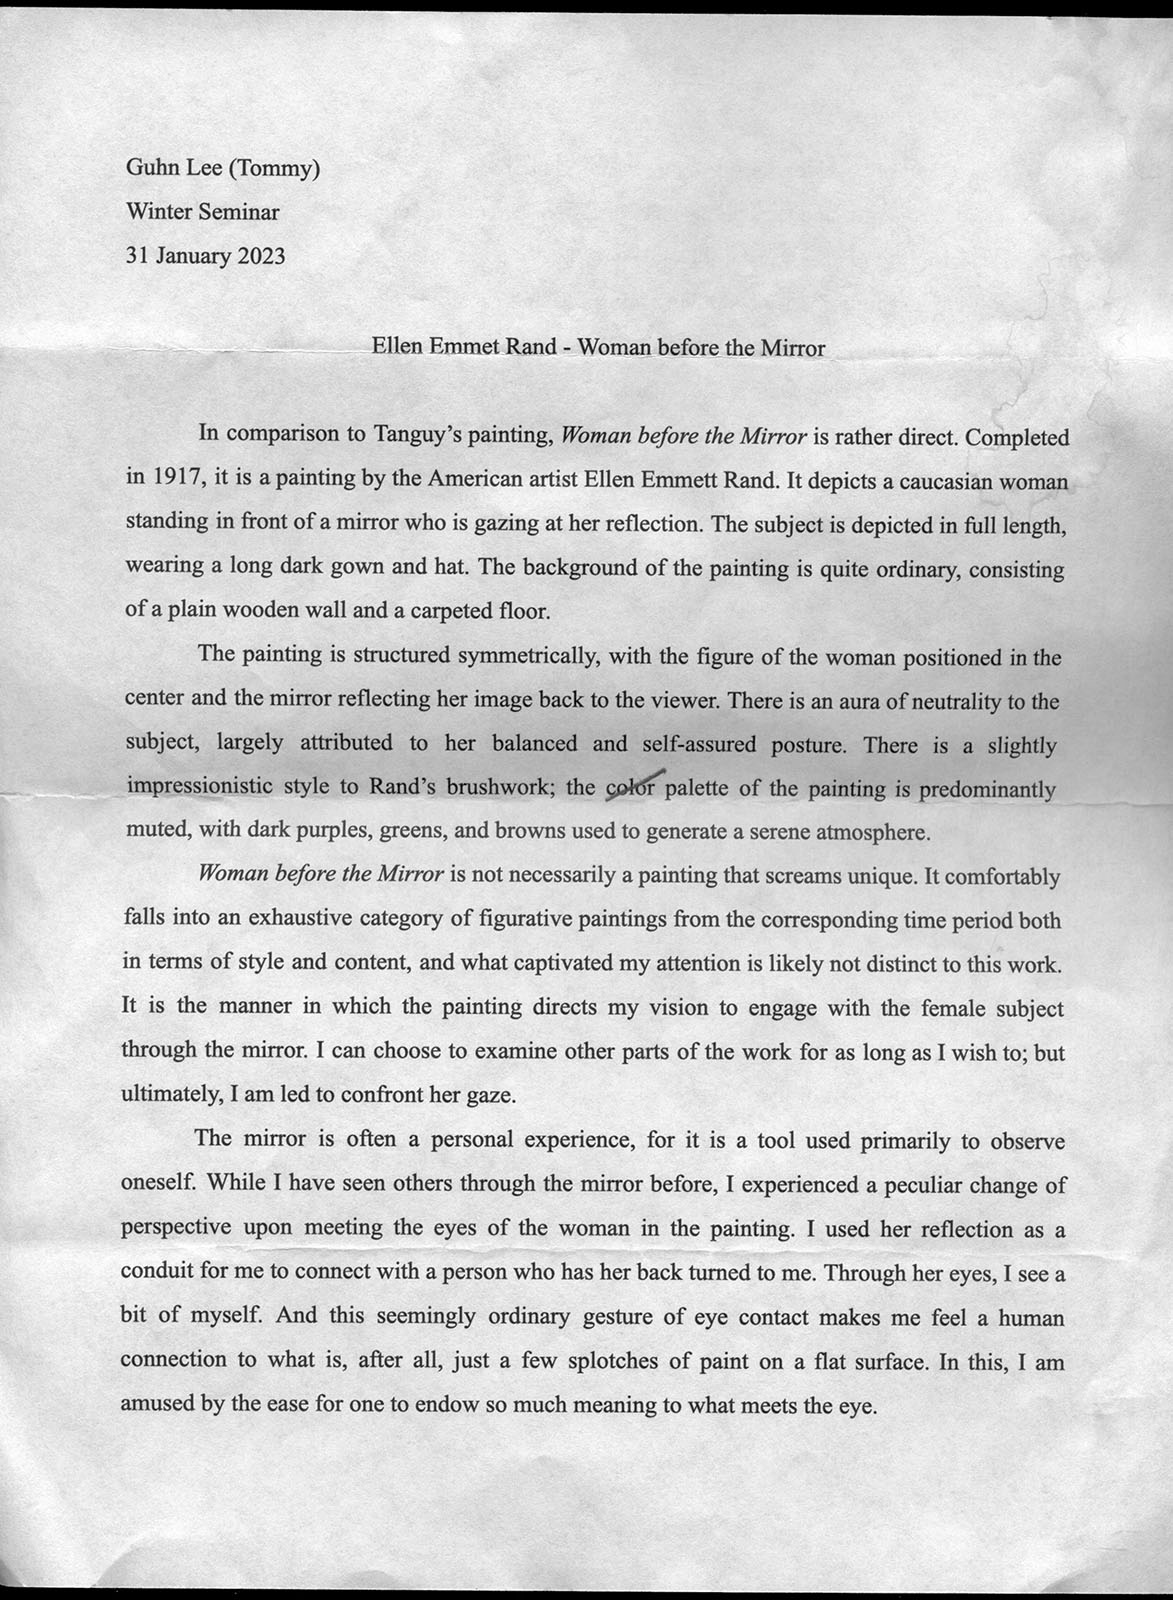 Guhn Lee (Tommy)
Winter Seminar
31 January 2023
Ellen Emmet Rand - Woman before the Mirror
In comparison to Tanguy’s painting, Woman before the Mirror is rather direct. Completed
in 1917, it is a painting by the American artist Ellen Emmett Rand. It depicts a caucasian woman
standing in front of a mirror who is gazing at her reflection. The subject is depicted in full length,
wearing a long dark gown and hat. The background of the painting is quite ordinary, consisting
of a plain wooden wall and a carpeted floor.
The painting is structured symmetrically, with the figure of the woman positioned in the
center and the mirror reflecting her image back to the viewer. There is an aura of neutrality to the
subject, largely attributed to her balanced and self-assured posture. There is a slightly
impressionistic style to Rand’s brushwork; the color palette of the painting is predominantly
muted, with dark purples, greens, and browns used to generate a serene atmosphere.
Woman before the Mirror is not necessarily a painting that screams unique. It comfortably
falls into an exhaustive category of figurative paintings from the corresponding time period both
in terms of style and content, and what captivated my attention is likely not distinct to this work.
It is the manner in which the painting directs my vision to engage with the female subject
through the mirror. I can choose to examine other parts of the work for as long as I wish to; but
ultimately, I am led to confront her gaze.
The mirror is often a personal experience, for it is a tool used primarily to observe
oneself. While I have seen others through the mirror before, I experienced a peculiar change of
perspective upon meeting the eyes of the woman in the painting. I used her reflection as a
conduit for me to connect with a person who has her back turned to me. Through her eyes, I see a
bit of myself. And this seemingly ordinary gesture of eye contact makes me feel a human
connection to what is, after all, just a few splotches of paint on a flat surface. In this, I am
amused by the ease for one to endow so much meaning to what meets the eye.